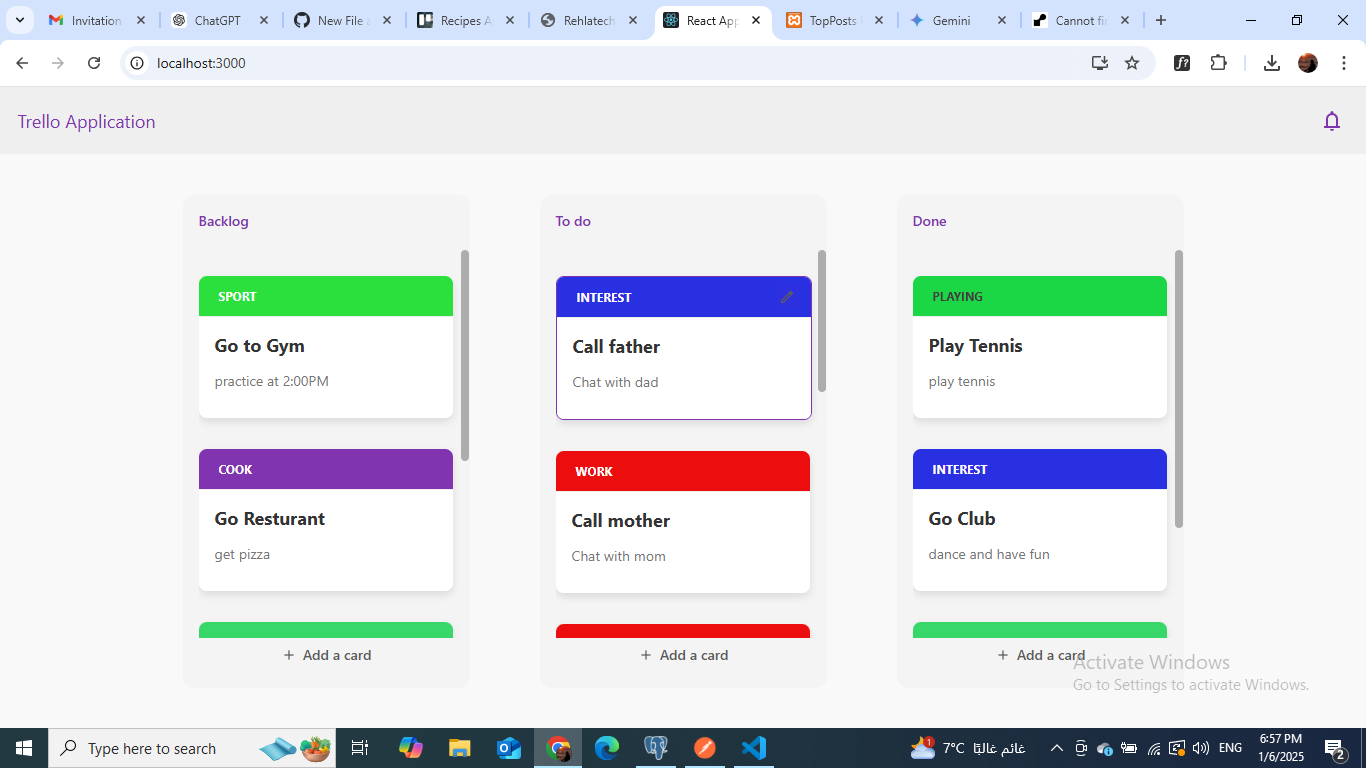 Invitation
ChatGPT
New File a
Recipes A
Rehlatech
React App
TopPosts
Gemini
Cannot fi
localhost:3000
f?
Trello Application
Backlog
SPORT
Go to Gym
practice at 2:00PM
COOK
Go Resturant
get pizza
+ Add a card
To do
INTEREST
Call father
Chat with dad
WORK
Call mother
Chat with mom
+ Add a card
Done
PLAYING
Play Tennis
play tennis
INTEREST
Go Club
dance and have fun
+ Add a card
Activate Windows
Go to Settings to activate Windows.
Type here to search
1
7°C غائم غالبًا
ENG
6:57 PM
1/6/2025
2